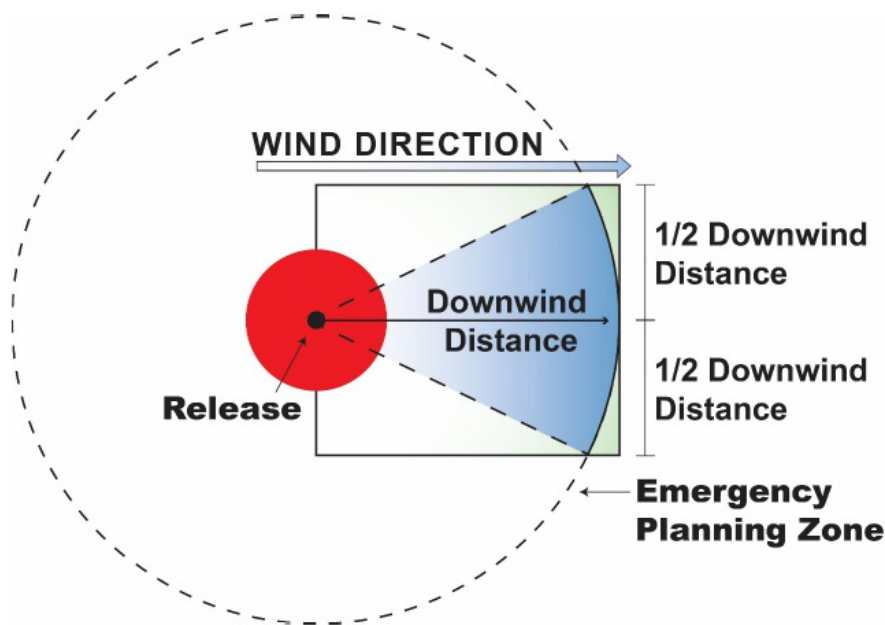 WIND DIRECTION
1/2 Downwind
Distance
Downwind
Distance
1/2 Downwind
Distance
Release
Emergency
Planning Zone